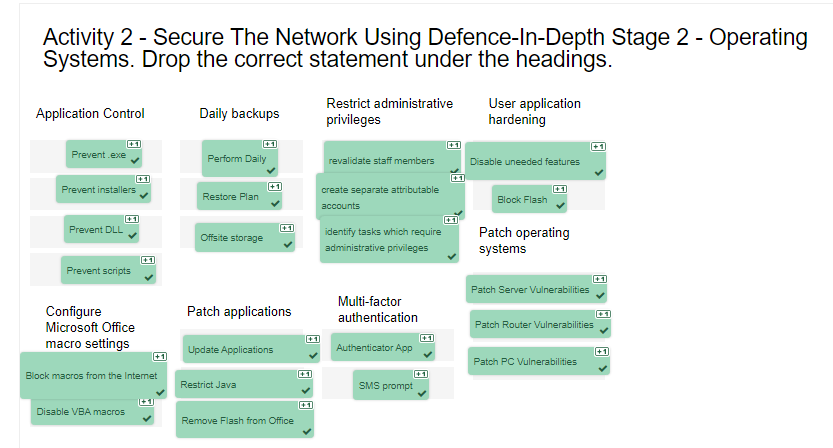 Activity 2 - Secure The Network Using Defence-In-Depth Stage 2 - Operating
Systems. Drop the correct statement under the headings.
Application Control
Prevent .exe
+1
Prevent installers
+1
Prevent DLL
+1
Prevent scripts
+1
Daily backups
Perform Daily
+1
Restore Plan
+1
Offsite storage
+1
Restrict administrative
privileges
revalidate staff members
+1
create separate attributable
accounts
+1
identify tasks which require
administrative privileges
+1
User application
hardening
Disable uneeded features
+1
Block Flash
+1
Patch operating
systems
Patch Server Vulnerabilities
+1
Patch Router Vulnerabilities
+1
Patch PC Vulnerabilities
+1
Configure
Microsoft Office
macro settings
Block macros from the Internet
+1
Disable VBA macros
+1
Patch applications
Update Applications
+1
Restrict Java
+1
Remove Flash from Office
+1
Multi-factor
authentication
Authenticator App
+1
SMS prompt
+1